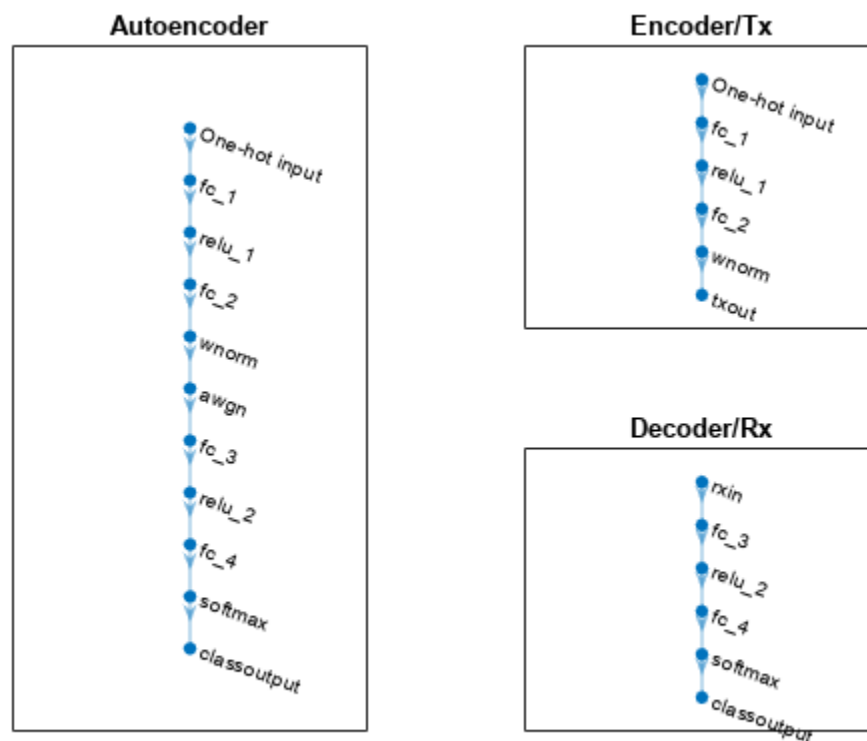 Autoencoder
One-hot input
fc_1
relu_1
fc_2
wnorm
awgn
fc_3
relu_2
fc_4
softmax
classoutput
Encoder/Tx
One-hot input
fc_1
relu_1
fc_2
wnorm
txout
Decoder/Rx
rxin
fc_3
relu_2
fc_4
softmax
classoutput